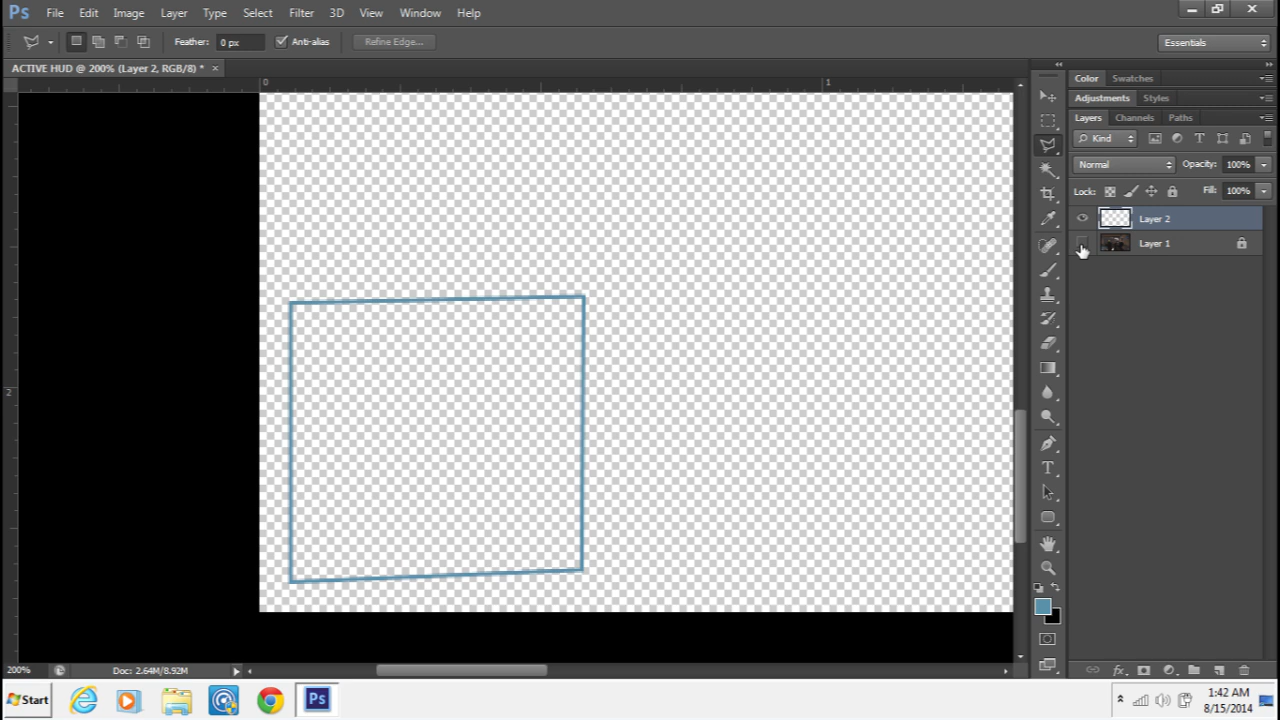 Ps File Edit Image Layer Type Select Filter 3D View Window Help
Feather: 0 px Anti-alias Refine Edge... Essentials
ACTIVE HUD @ 200% (Layer 2, RGB/8) * ×
0 1
2
Color Swatches
Adjustments Styles
Layers Channels Paths
Kind T
Normal Opacity: 100%
Lock: Fill: 100%
Layer 2
Layer 1
T
fx
200% Doc: 2.64M/8.92M
Start Ps 1:42 AM
8/15/2014